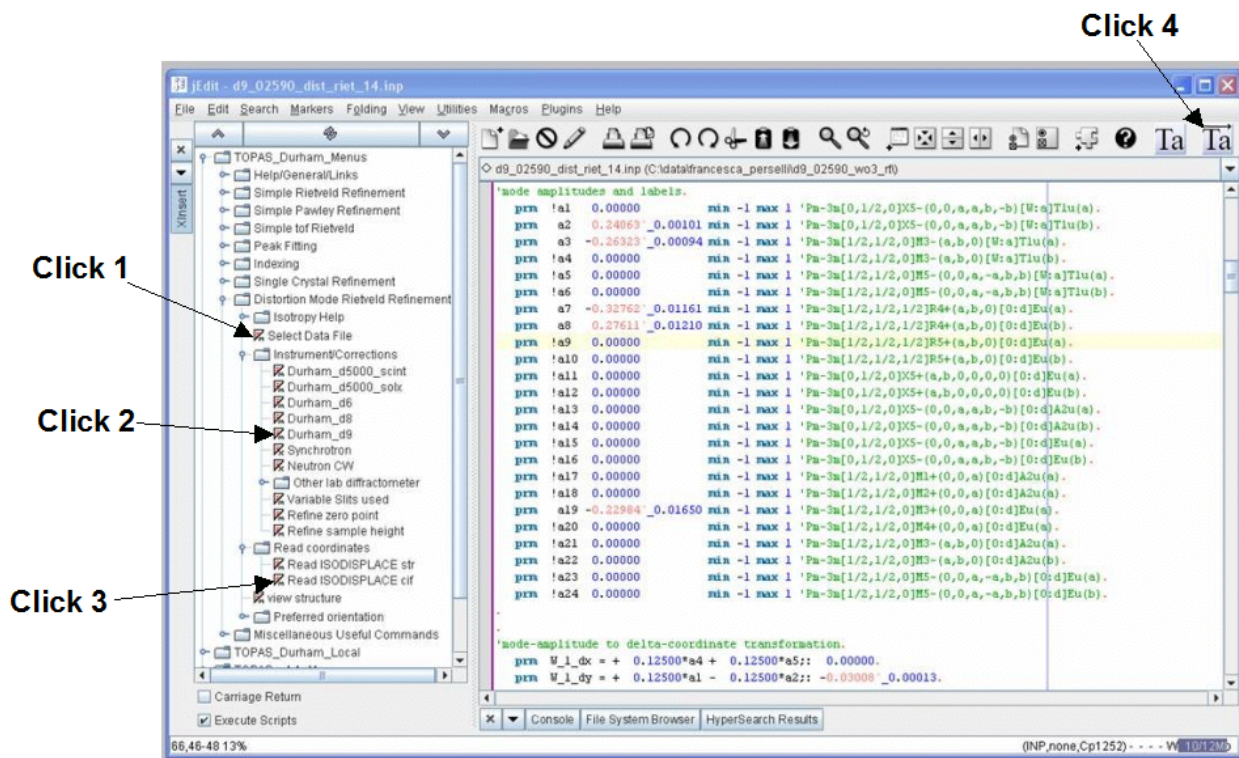 Click 4
jEdit - d9_02590_dist_riet_14.inp
File Edit Search Markers Folding View Utilities Macros Plugins Help
Ta Ta
XInsert
TOPAS_Durham_Menus
Help/General/Links
Simple Rietveld Refinement
Simple Pawley Refinement
Simple tof Rietveld
Peak Fitting
Indexing
Single Crystal Refinement
Distortion Mode Rietveld Refinement
Isotropy Help
Click 1
Select Data File
Instrument/Corrections
Durham_d5000_scint
Durham_d5000_solx
Durham_d6
Durham_d8
Click 2
Durham_d9
Synchrotron
Neutron CW
Other lab diffractometer
Variable Slits used
Refine zero point
Refine sample height
Read coordinates
Read ISODISPLACE str
Click 3
Read ISODISPLACE cif
view structure
Preferred orientation
Miscellaneous Useful Commands
TOPAS_Durham_Local
Carriage Return
Execute Scripts
d9_02590_dist_riet_14.inp (C:\data\francesca_perselli\d9_02590_wo3_rfl)
'mode amplitudes and labels.
prm !a1 0.00000 min -1 max 1 'Pm-3m[0,1/2,0]X5-(0,0,a,a,b,-b)[W:a]T1u(a).
prm a2 0.24063`_0.00101 min -1 max 1 'Pm-3m[0,1/2,0]X5-(0,0,a,a,b,-b)[W:a]T1u(b).
prm a3 -0.26323`_0.00094 min -1 max 1 'Pm-3m[1/2,1/2,0]M3-(a,b,0)[W:a]T1u(a).
prm !a4 0.00000 min -1 max 1 'Pm-3m[1/2,1/2,0]M3-(a,b,0)[W:a]T1u(b).
prm !a5 0.00000 min -1 max 1 'Pm-3m[1/2,1/2,0]M5-(0,0,a,-a,b,b)[W:a]T1u(a).
prm !a6 0.00000 min -1 max 1 'Pm-3m[1/2,1/2,0]M5-(0,0,a,-a,b,b)[W:a]T1u(b).
prm a7 -0.32762`_0.01161 min -1 max 1 'Pm-3m[1/2,1/2,1/2]R4+(a,b,0)[O:d]Eu(a).
prm a8 0.27611`_0.01210 min -1 max 1 'Pm-3m[1/2,1/2,1/2]R4+(a,b,0)[O:d]Eu(b).
prm !a9 0.00000 min -1 max 1 'Pm-3m[1/2,1/2,1/2]R5+(a,b,0)[O:d]Eu(a).
prm !a10 0.00000 min -1 max 1 'Pm-3m[1/2,1/2,1/2]R5+(a,b,0)[O:d]Eu(b).
prm !a11 0.00000 min -1 max 1 'Pm-3m[0,1/2,0]X5+(a,b,0,0,0,0)[O:d]Eu(a).
prm !a12 0.00000 min -1 max 1 'Pm-3m[0,1/2,0]X5+(a,b,0,0,0,0)[O:d]Eu(b).
prm !a13 0.00000 min -1 max 1 'Pm-3m[0,1/2,0]X5-(0,0,a,a,b,-b)[O:d]A2u(a).
prm !a14 0.00000 min -1 max 1 'Pm-3m[0,1/2,0]X5-(0,0,a,a,b,-b)[O:d]A2u(b).
prm !a15 0.00000 min -1 max 1 'Pm-3m[0,1/2,0]X5-(0,0,a,a,b,-b)[O:d]Eu(a).
prm !a16 0.00000 min -1 max 1 'Pm-3m[0,1/2,0]X5-(0,0,a,a,b,-b)[O:d]Eu(b).
prm !a17 0.00000 min -1 max 1 'Pm-3m[1/2,1/2,0]M1+(0,0,a)[O:d]A2u(a).
prm !a18 0.00000 min -1 max 1 'Pm-3m[1/2,1/2,0]M2+(0,0,a)[O:d]Eu(a).
prm a19 -0.22984`_0.01650 min -1 max 1 'Pm-3m[1/2,1/2,0]M3+(0,0,a)[O:d]Eu(a).
prm !a20 0.00000 min -1 max 1 'Pm-3m[1/2,1/2,0]M4+(0,0,a)[O:d]Eu(a).
prm !a21 0.00000 min -1 max 1 'Pm-3m[1/2,1/2,0]M3-(a,b,0)[O:d]A2u(a).
prm !a22 0.00000 min -1 max 1 'Pm-3m[1/2,1/2,0]M3-(a,b,0)[O:d]A2u(b).
prm !a23 0.00000 min -1 max 1 'Pm-3m[1/2,1/2,0]M5-(0,0,a,-a,b,b)[O:d]Eu(a).
prm !a24 0.00000 min -1 max 1 'Pm-3m[1/2,1/2,0]M5-(0,0,a,-a,b,b)[O:d]Eu(b).
.
.
'mode-amplitude to delta-coordinate transformation.
prm W_1_dx = + 0.12500*a4 + 0.12500*a5;: 0.00000.
prm W_1_dy = + 0.12500*a1 - 0.12500*a2;: -0.03008`_0.00013.
Console File System Browser HyperSearch Results
66,46-48 13%
(INP,none,Cp1252) - - - - W 10/12Mb